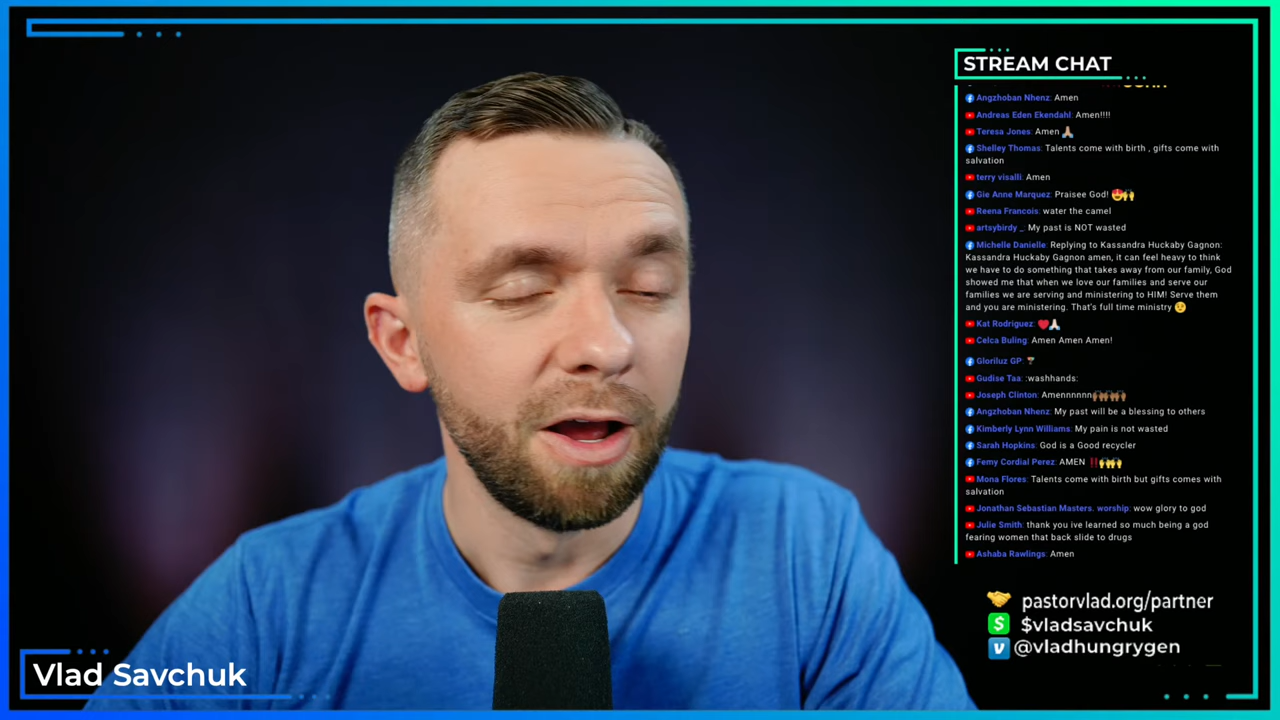 STREAM CHAT
Angzhoban Nhenz: Amen
Andreas Eden Ekendahl: Amen!!!!
Teresa Jones: Amen 🙏🏼
Shelley Thomas: Talents come with birth , gifts come with
salvation
terry visalli: Amen
Gie Anne Marquez: Praisee God! 😍🙌
Reena Francois: water the camel
artsybirdy _: My past is NOT wasted
Michelle Danielle: Replying to Kassandra Huckaby Gagnon:
Kassandra Huckaby Gagnon amen, it can feel heavy to think
we have to do something that takes away from our family, God
showed me that when we love our families and serve our
families we are serving and ministering to HIM! Serve them
and you are ministering. That's full time ministry 😉
Kat Rodriguez: ❤️🙏🏻
Celca Buling: Amen Amen Amen!
Gloriluz GP: 🌹
Gudise Taa: :washhands:
Joseph Clinton: Amennnnnn🙌🏽🙌🏽🙌🏽
Angzhoban Nhenz: My past will be a blessing to others
Kimberly Lynn Williams: My pain is not wasted
Sarah Hopkins: God is a Good recycler
Femy Cordial Perez: AMEN ‼️🙌🙌
Mona Flores: Talents come with birth but gifts comes with
salvation
Jonathan Sebastian Masters. worship: wow glory to god
Julie Smith: thank you ive learned so much being a god
fearing women that back slide to drugs
Ashaba Rawlings: Amen
pastorvlad.org/partner
$vladsavchuk
@vladhungrygen
Vlad Savchuk